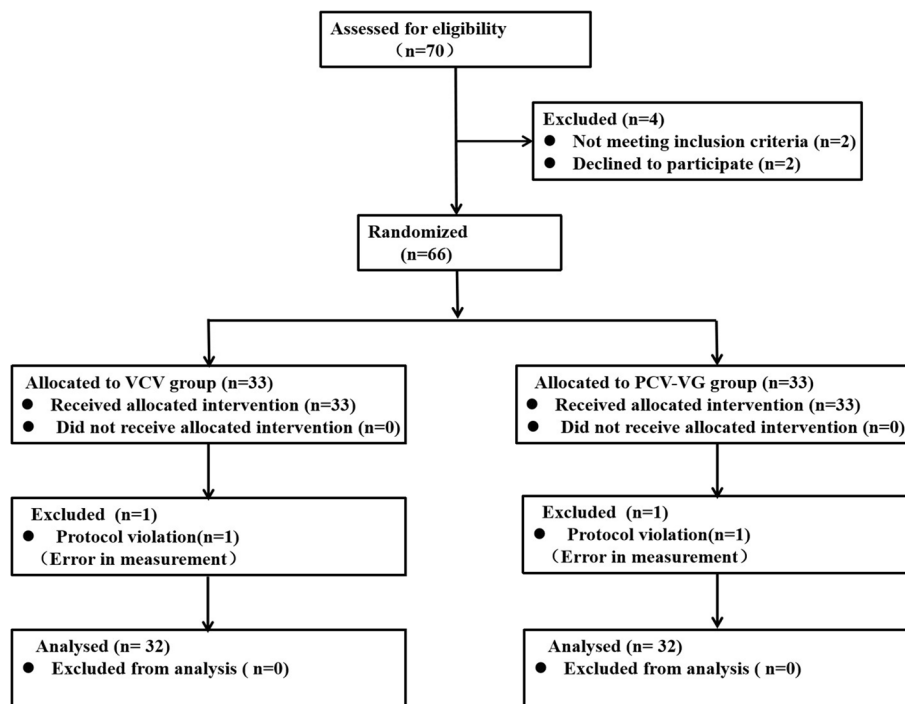 Assessed for eligibility
（n=70）
Excluded (n=4)
● Not meeting inclusion criteria (n=2)
● Declined to participate (n=2)
Randomized
(n=66)
Allocated to VCV group (n=33)
● Received allocated intervention (n=33)
● Did not receive allocated intervention (n=0)
Allocated to PCV-VG group (n=33)
● Received allocated intervention (n=33)
● Did not receive allocated intervention (n=0)
Excluded (n=1)
● Protocol violation(n=1)
（Error in measurement）
Excluded (n=1)
● Protocol violation(n=1)
（Error in measurement）
Analysed (n= 32)
● Excluded from analysis ( n=0)
Analysed (n= 32)
● Excluded from analysis ( n=0)